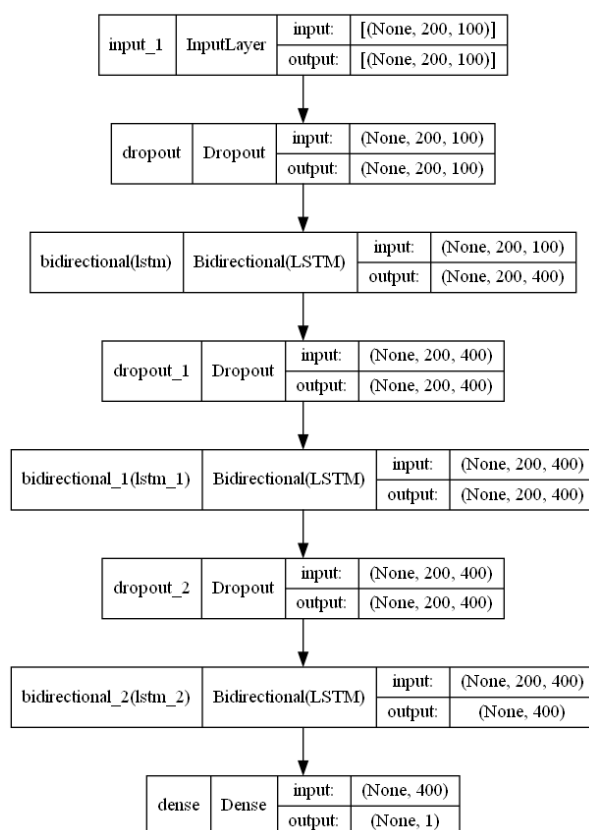 input_1 InputLayer input: [(None, 200, 100)]
output: [(None, 200, 100)]
dropout Dropout input: (None, 200, 100)
output: (None, 200, 100)
bidirectional(lstm) Bidirectional(LSTM) input: (None, 200, 100)
output: (None, 200, 400)
dropout_1 Dropout input: (None, 200, 400)
output: (None, 200, 400)
bidirectional_1(lstm_1) Bidirectional(LSTM) input: (None, 200, 400)
output: (None, 200, 400)
dropout_2 Dropout input: (None, 200, 400)
output: (None, 200, 400)
bidirectional_2(lstm_2) Bidirectional(LSTM) input: (None, 200, 400)
output: (None, 400)
dense Dense input: (None, 400)
output: (None, 1)